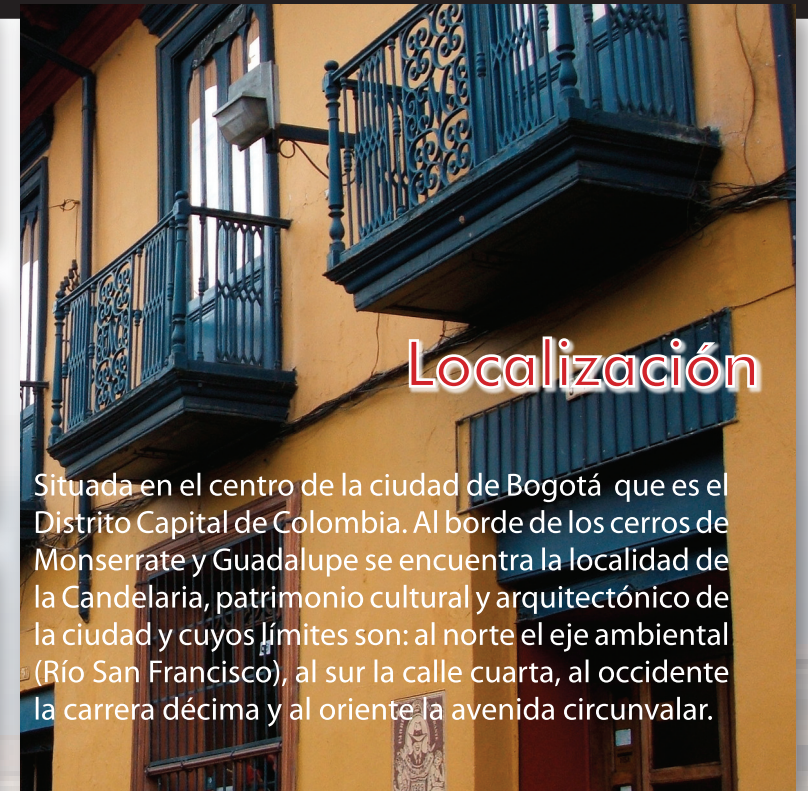 Localización
Situada en el centro de la ciudad de Bogotá que es el
Distrito Capital de Colombia. Al borde de los cerros de
Monserrate y Guadalupe se encuentra la localidad de
la Candelaria, patrimonio cultural y arquitectónico de
la ciudad y cuyos límites son: al norte el eje ambiental
(Río San Francisco), al sur la calle cuarta, al occidente
la carrera décima y al oriente la avenida circunvalar.